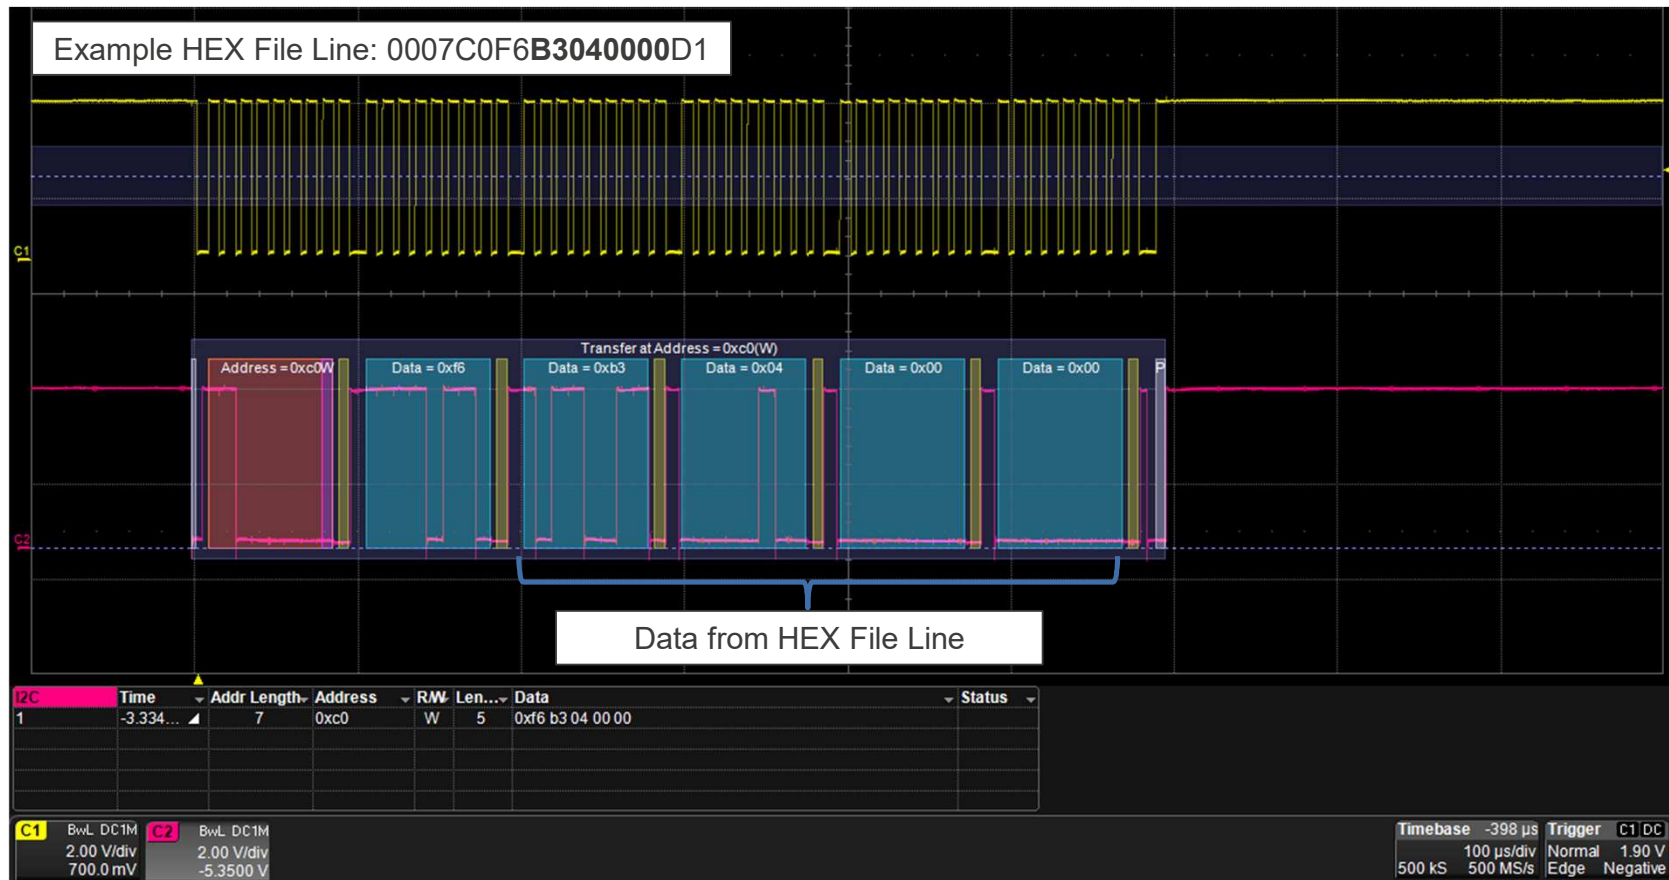 Example HEX File Line: 0007C0F6B3040000D1
C1
Transfer at Address = 0xc0(W)
Address = 0xc0W Data = 0xf6 Data = 0xb3 Data = 0x04 Data = 0x00 Data = 0x00 P
C2
Data from HEX File Line
I2C Time Addr Length Address R/W Len... Data Status
1 -3.334... 7 0xc0 W 5 0xf6 b3 04 00 00
C1 BwL DC1M C2 BwL DC1M Timebase -398 µs Trigger C1 DC
2.00 V/div 2.00 V/div 100 µs/div Normal 1.90 V
700.0 mV -5.3500 V 500 kS 500 MS/s Edge Negative